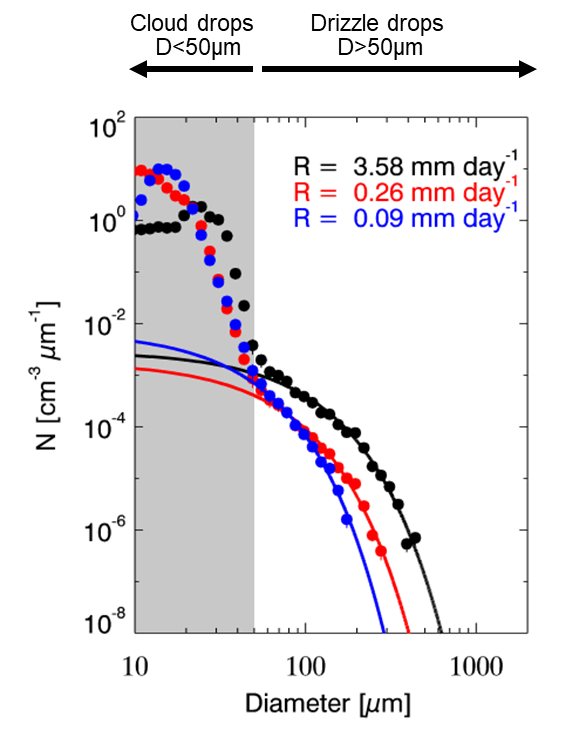 Cloud drops
D<50µm
Drizzle drops
D>50µm
R = 3.58 mm day⁻¹
R = 0.26 mm day⁻¹
R = 0.09 mm day⁻¹
10²
10⁰
10⁻²
10⁻⁴
10⁻⁶
10⁻⁸
N [cm⁻³ µm⁻¹]
10
100
1000
Diameter [µm]